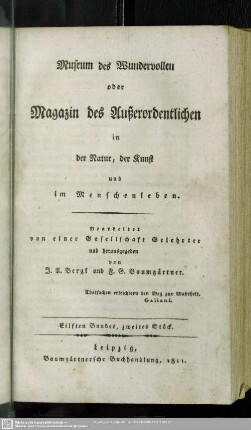 Museum des Wundervollen
oder
Magazin des Außerordentlichen
in
der Natur, der Kunst
und
im Menschenleben.
Bearbeitet
von einer Gesellschaft Gelehrter
und herausgegeben
von
J. A. Bergk und F. G. Baumgärtner.
Thatsachen erleichtern den Weg zur Wahrheit.
Galiani.
Eilften Bandes, zweites Stück.
Leipzig,
Baumgärtnersche Buchhandlung, 1811.